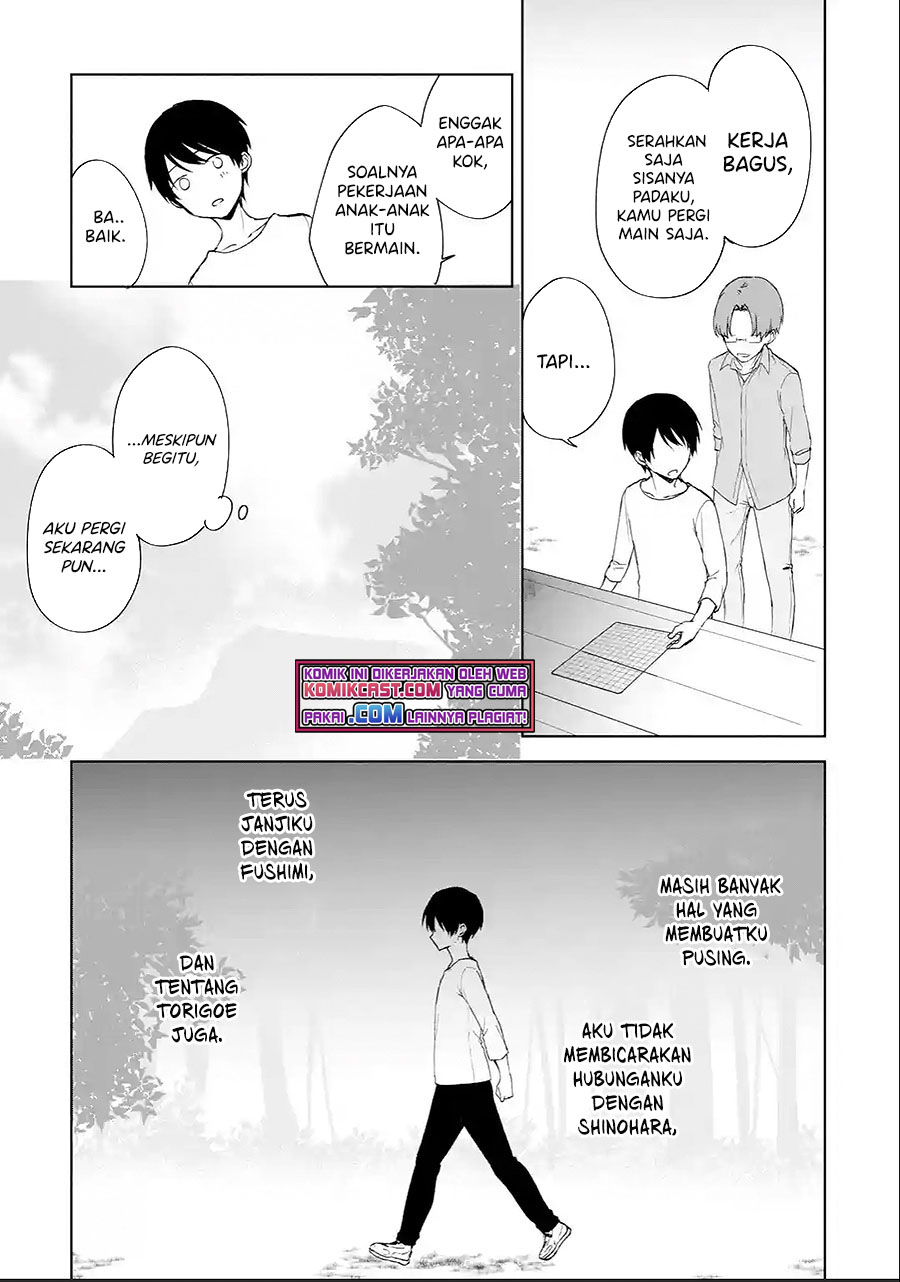 KERJA
BAGUS,
SERAHKAN
SAJA
SISANYA
PADAKU,
KAMU PERGI
MAIN SAJA.
TAPI...
ENGGAK
APA-APA
KOK,
SOALNYA
PEKERJAAN
ANAK-ANAK
ITU
BERMAIN.
BA..
BAIK.
...MESKIPUN
BEGITU,
AKU PERGI
SEKARANG
PUN...
KOMIK INI DIKERJAKAN OLEH WEB
KOMIKCAST.COM YANG CUMA
PAKAI .COM LAINNYA PLAGIAT!
MASIH BANYAK
HAL YANG
MEMBUATKU
PUSING.
AKU TIDAK
MEMBICARAKAN
HUBUNGANKU
DENGAN
SHINOHARA,
TERUS
JANJIKU
DENGAN
FUSHIMI,
DAN
TENTANG
TORIGOE
JUGA.